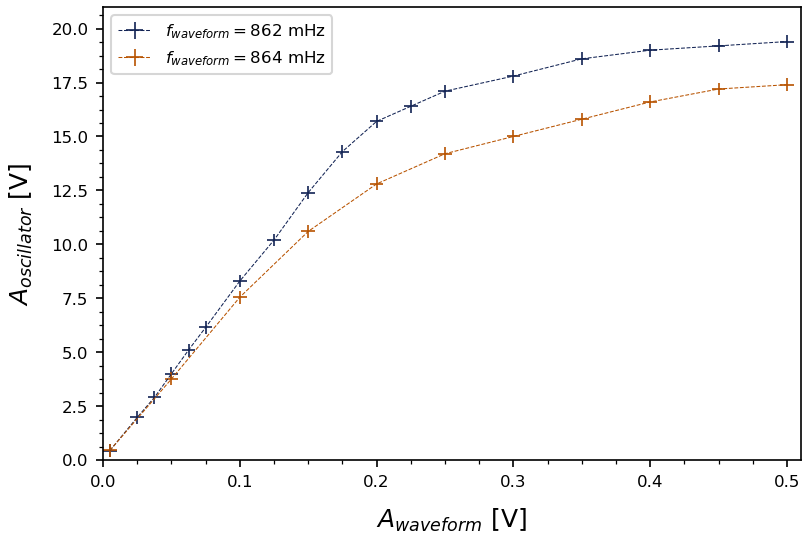 f_waveform = 862 mHz
f_waveform = 864 mHz
20.0
17.5
15.0
12.5
10.0
7.5
5.0
2.5
0.0
A_oscillator [V]
0.0 0.1 0.2 0.3 0.4 0.5
A_waveform [V]